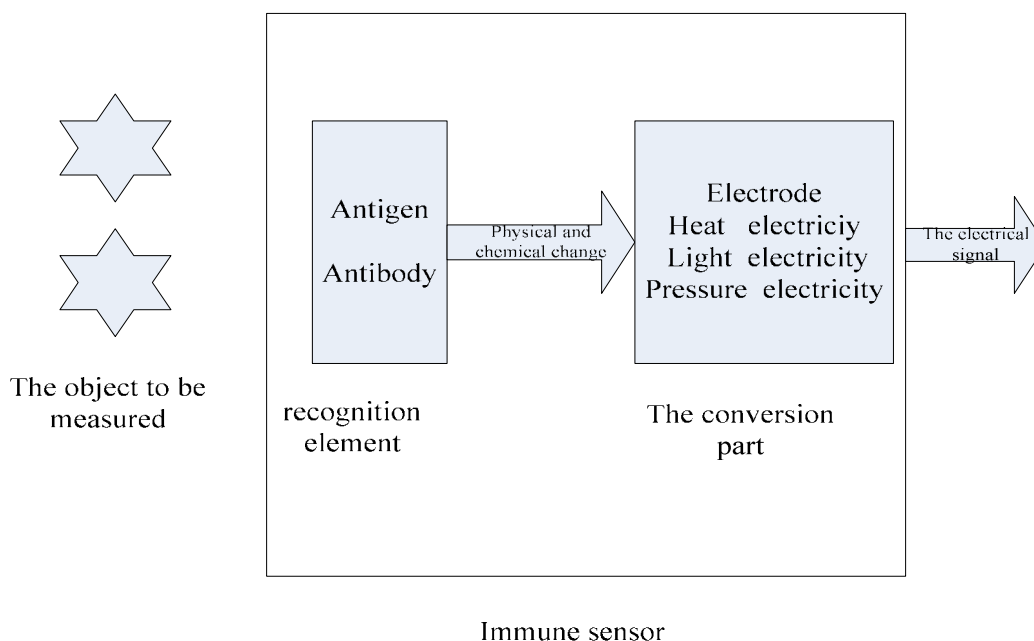 The object to be
measured
Antigen
Antibody
recognition
element
Physical and
chemical change
Electrode
Heat electriciy
Light electricity
Pressure electricity
The conversion
part
The electrical
signal
Immune sensor